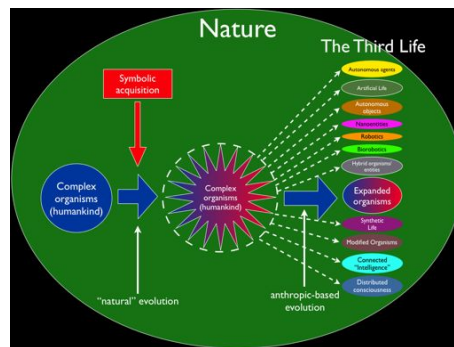 Nature
The Third Life
Symbolic
acquisition
Complex
organisms
(humankind)
"natural" evolution
Complex
organisms
(humankind)
anthropic-based
evolution
Autonomous agents
Artificial Life
Autonomous
objects
Nanoentities
Robotics
Biorobotics
Hybrid organisms/
entities
Expanded
organisms
Synthetic
Life
Modified Organisms
Connected
"Intelligence"
Distributed
consciousness